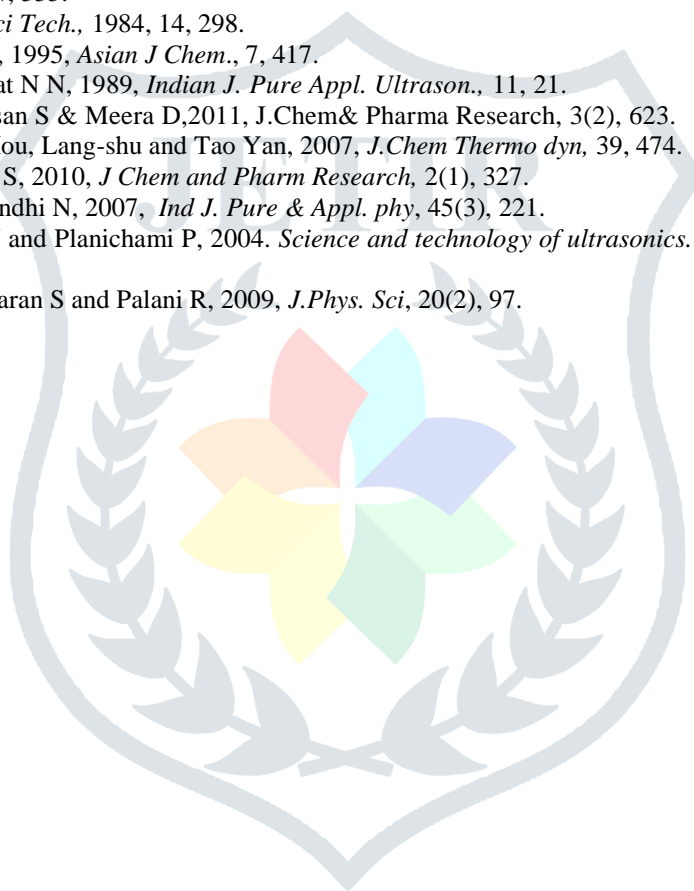 ci Tech., 1984, 14, 298.
, 1995, Asian J Chem., 7, 417.
at N N, 1989, Indian J. Pure Appl. Ultrason., 11, 21.
san S & Meera D,2011, J.Chem& Pharma Research, 3(2), 623.
ou, Lang-shu and Tao Yan, 2007, J.Chem Thermo dyn, 39, 474.
S, 2010, J Chem and Pharm Research, 2(1), 327.
ndhi N, 2007, Ind J. Pure & Appl. phy, 45(3), 221.
and Planichami P, 2004. Science and technology of ultrasonics.
aran S and Palani R, 2009, J.Phys. Sci, 20(2), 97.
JETIR